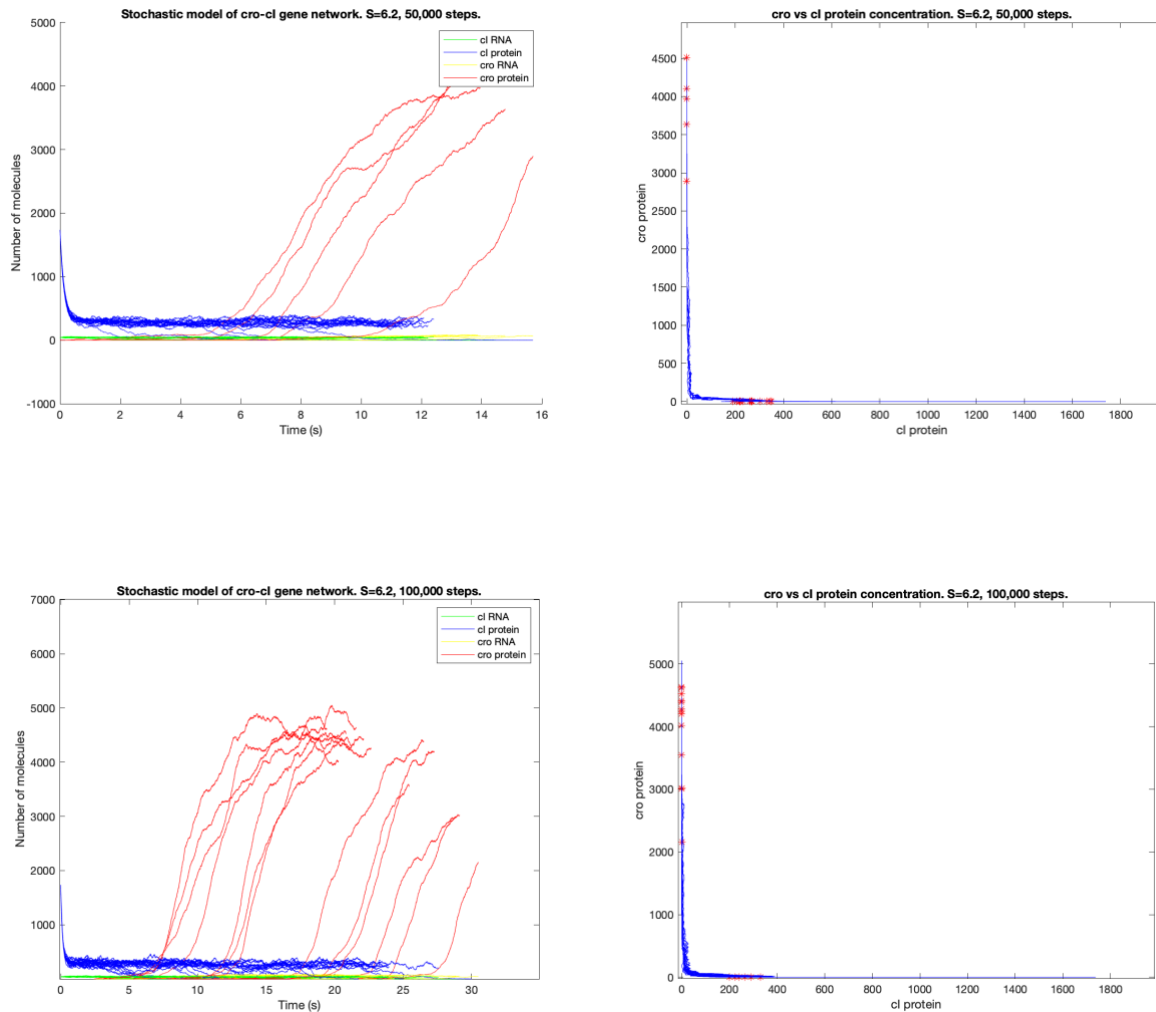 Stochastic model of cro-cI gene network. S=6.2, 50,000 steps.
5000
4000
3000
2000
1000
0
-1000
Number of molecules
0 2 4 6 8 10 12 14 16
Time (s)
cI RNA
cI protein
cro RNA
cro protein
cro vs cI protein concentration. S=6.2, 50,000 steps.
4500
4000
3500
3000
2500
2000
1500
1000
500
0
cro protein
0 200 400 600 800 1000 1200 1400 1600 1800
cI protein
Stochastic model of cro-cI gene network. S=6.2, 100,000 steps.
7000
6000
5000
4000
3000
2000
1000
Number of molecules
0 5 10 15 20 25 30
Time (s)
cI RNA
cI protein
cro RNA
cro protein
cro vs cI protein concentration. S=6.2, 100,000 steps.
5000
4000
3000
2000
1000
0
cro protein
0 200 400 600 800 1000 1200 1400 1600 1800
cI protein